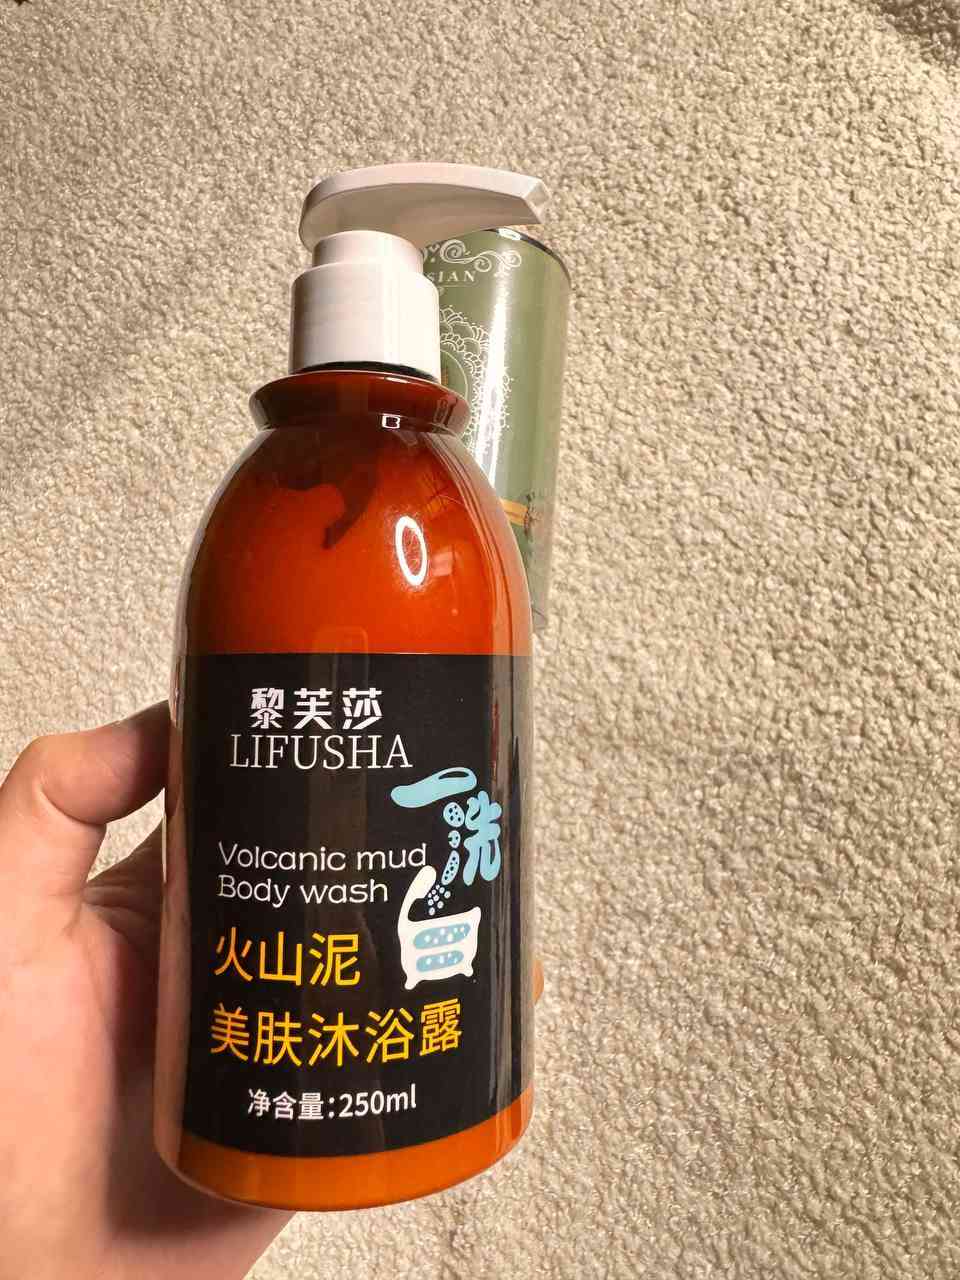 SIAN
黎芙莎
LIFUSHA
一洗白
Volcanic mud
Body wash
火山泥
美肤沐浴露
净含量:250ml